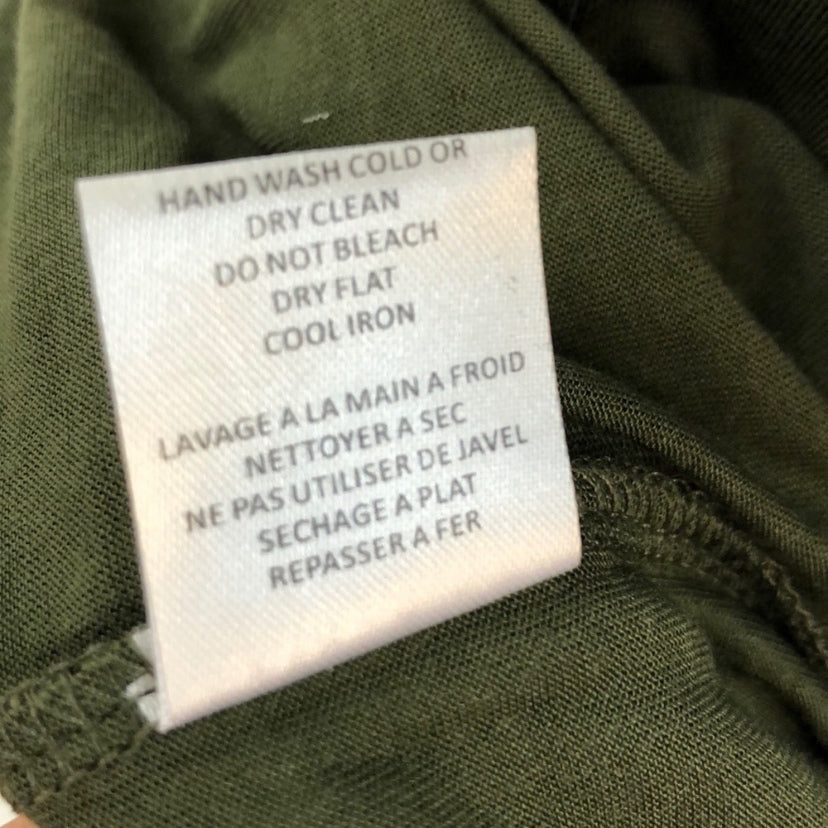 HAND WASH COLD OR
DRY CLEAN
DO NOT BLEACH
DRY FLAT
COOL IRON
LAVAGE A LA MAIN A FROID
NETTOYER A SEC
NE PAS UTILISER DE JAVEL
SECHAGE A PLAT
REPASSER A FER